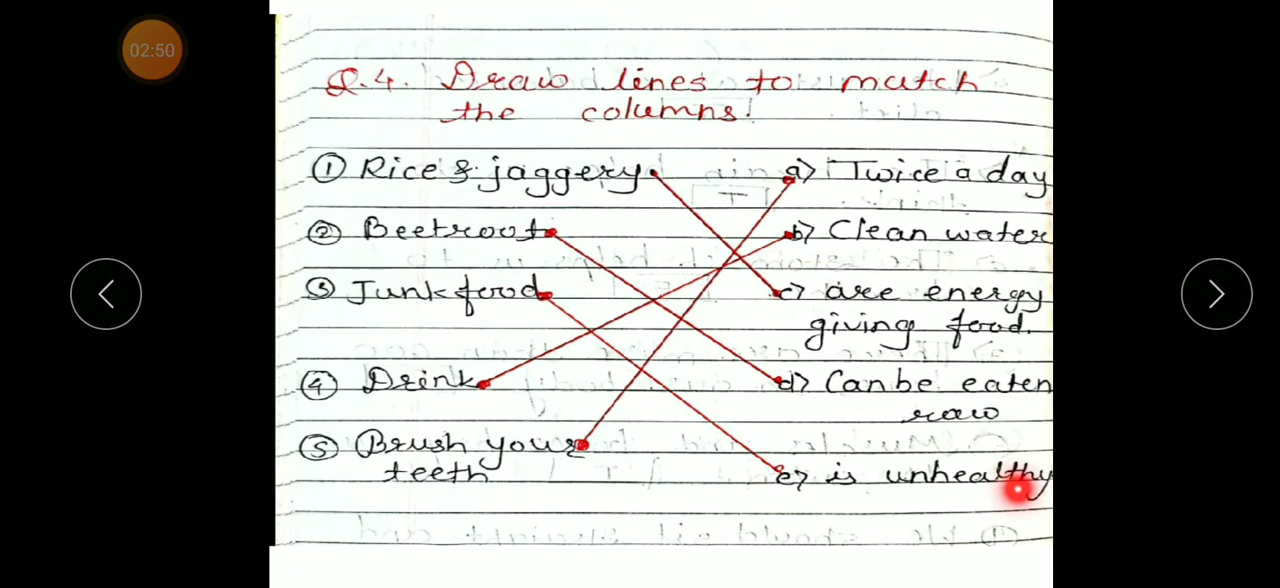 02:50
Q.4. Draw lines to match
the columns!
① Rice & jaggery a) Twice a day
② Beetroot b) Clean water
③ Junk food c) are energy
giving food.
④ Drink d) Can be eaten
raw
⑤ Brush your
teeth e) is unhealthy